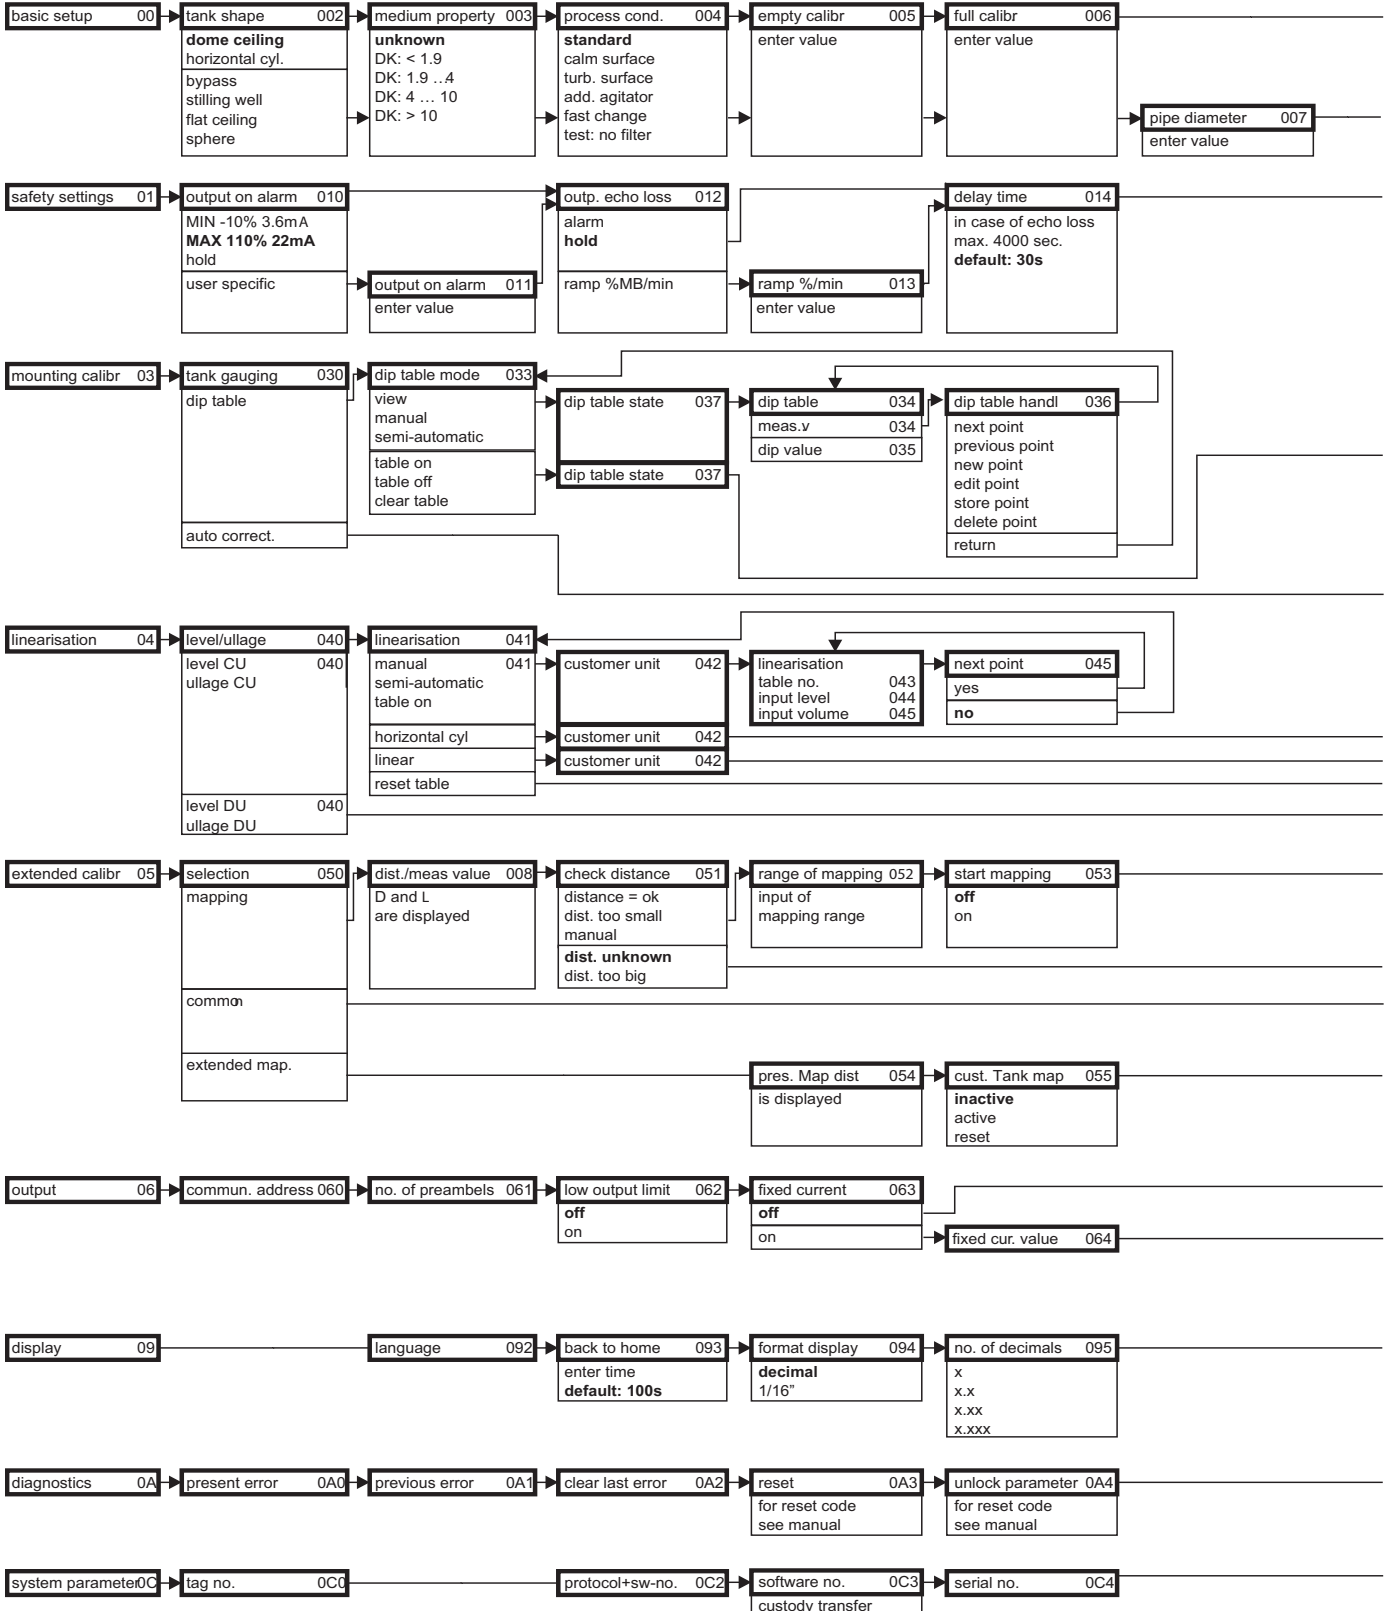 basic setup 00
tank shape 002
medium property 003
process cond. 004
empty calibr 005
full calibr 006
dome ceiling
horizontal cyl.
bypass
stilling well
flat ceiling
sphere
unknown
DK: < 1.9
DK: 1.9 ...4
DK: 4 ... 10
DK: > 10
standard
calm surface
turb. surface
add. agitator
fast change
test: no filter
enter value
enter value
pipe diameter 007
enter value
safety settings 01
output on alarm 010
outp. echo loss 012
delay time 014
MIN -10% 3.6mA
MAX 110% 22mA
hold
user specific
output on alarm 011
enter value
alarm
hold
ramp %MB/min
ramp %/min 013
enter value
in case of echo loss
max. 4000 sec.
default: 30s
mounting calibr 03
tank gauging 030
dip table mode 033
dip table
auto correct.
view
manual
semi-automatic
table on
table off
clear table
dip table state 037
dip table state 037
dip table 034
meas.v 034
dip value 035
dip table handl 036
next point
previous point
new point
edit point
store point
delete point
return
linearisation 04
level/ullage 040
linearisation 041
level CU 040
ullage CU
level DU 040
ullage DU
manual 041
semi-automatic
table on
horizontal cyl
linear
reset table
customer unit 042
customer unit 042
customer unit 042
linearisation
table no. 043
input level 044
input volume 045
next point 045
yes
no
extended calibr 05
selection 050
dist./meas value 008
check distance 051
range of mapping 052
start mapping 053
mapping
common
extended map.
D and L
are displayed
distance = ok
dist. too small
manual
dist. unknown
dist. too big
input of
mapping range
off
on
pres. Map dist 054
is displayed
cust. Tank map 055
inactive
active
reset
output 06
commun. address 060
no. of preambels 061
low output limit 062
fixed current 063
off
on
off
on
fixed cur. value 064
display 09
language 092
back to home 093
format display 094
no. of decimals 095
enter time
default: 100s
decimal
1/16”
x
x.x
x.xx
x.xxx
diagnostics 0A
present error 0A0
previous error 0A1
clear last error 0A2
reset 0A3
unlock parameter 0A4
for reset code
see manual
for reset code
see manual
system parameter 0C
tag no. 0C0
protocol+sw-no. 0C2
software no. 0C3
serial no. 0C4
custody transfer